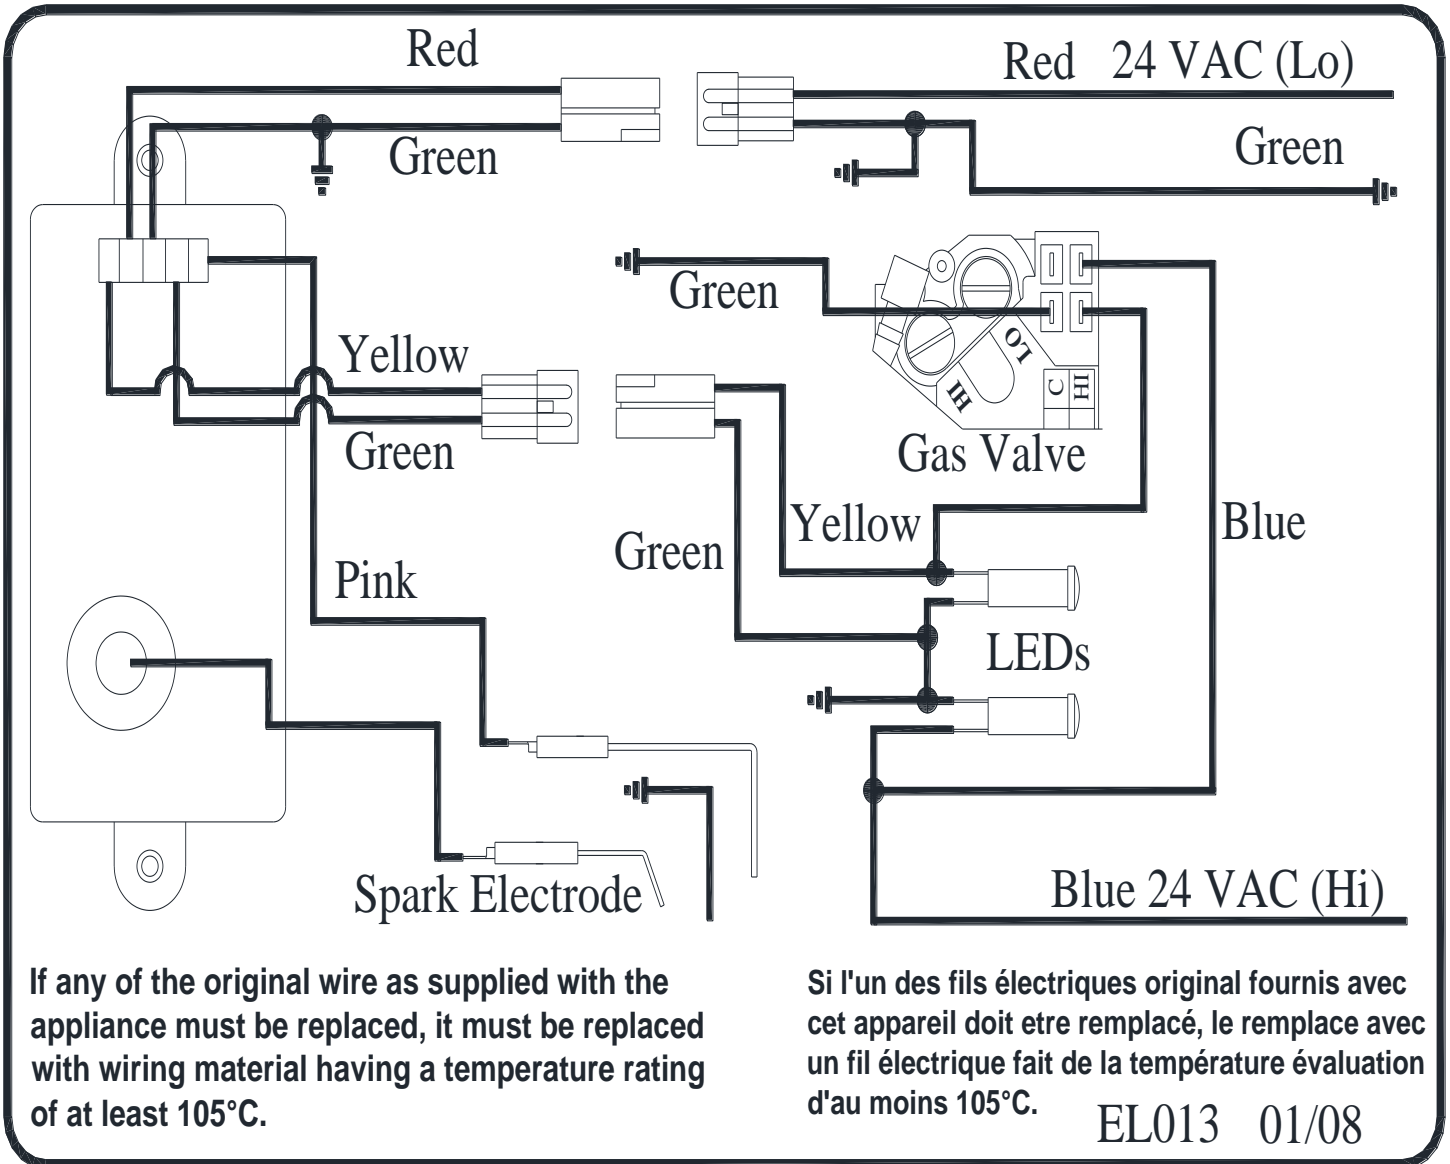 Red
Red 24 VAC (Lo)
Green
Green
Green
LO
HI
C
HI
Yellow
Green
Gas Valve
Yellow
Green
Blue
Pink
LEDs
Spark Electrode
Blue 24 VAC (Hi)
If any of the original wire as supplied with the
appliance must be replaced, it must be replaced
with wiring material having a temperature rating
of at least 105°C.
Si l'un des fils électriques original fournis avec
cet appareil doit etre remplacé, le remplace avec
un fil électrique fait de la température évaluation
d'au moins 105°C.
EL013 01/08